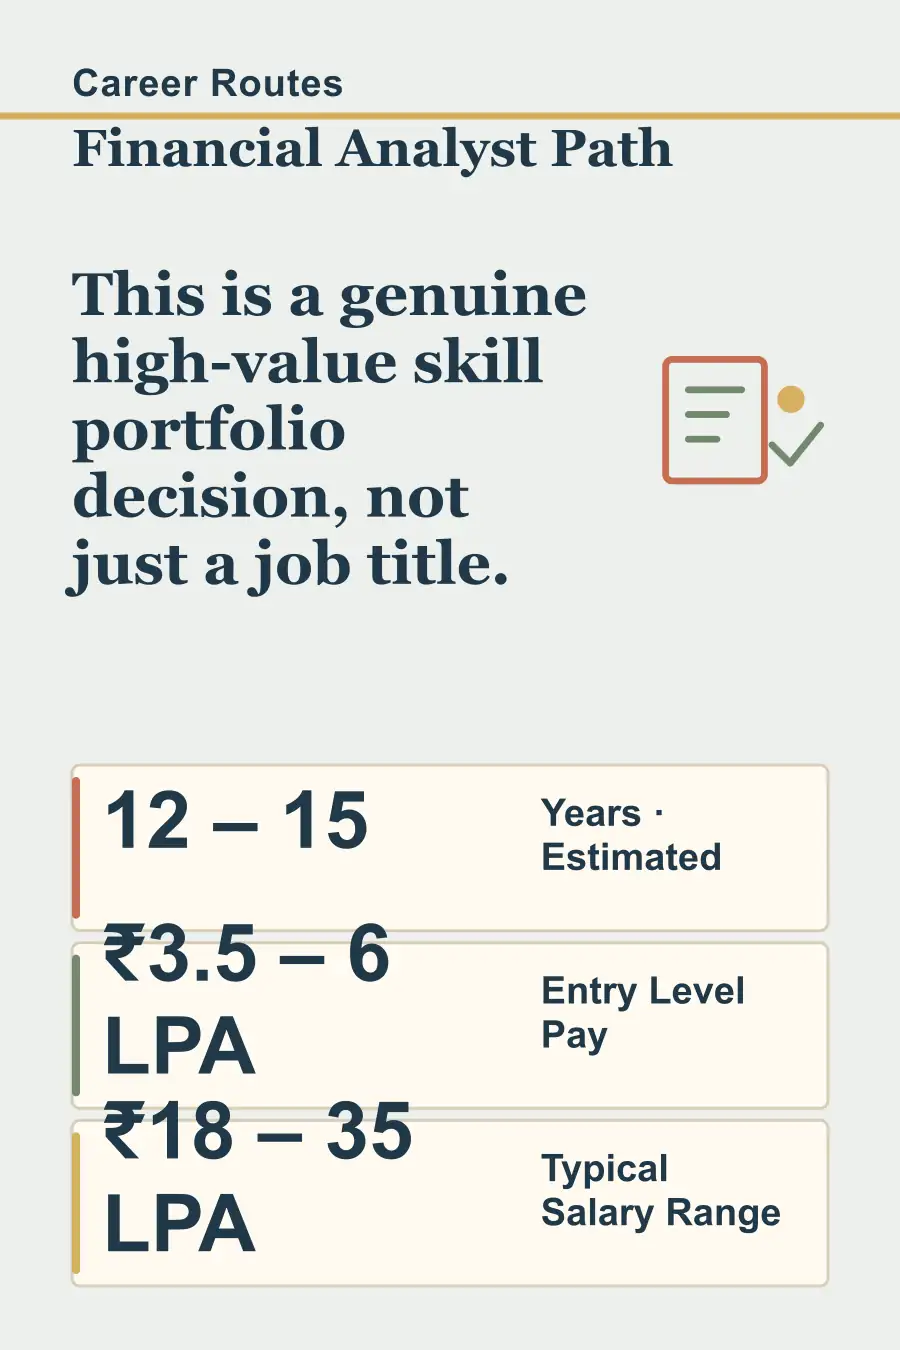 Career Routes
Financial Analyst Path
This is a genuine
high-value skill
portfolio
decision, not
just a job title.
12 – 15
Years ·
Estimated
₹3.5 – 6
LPA
Entry Level
Pay
₹18 – 35
LPA
Typical
Salary Range